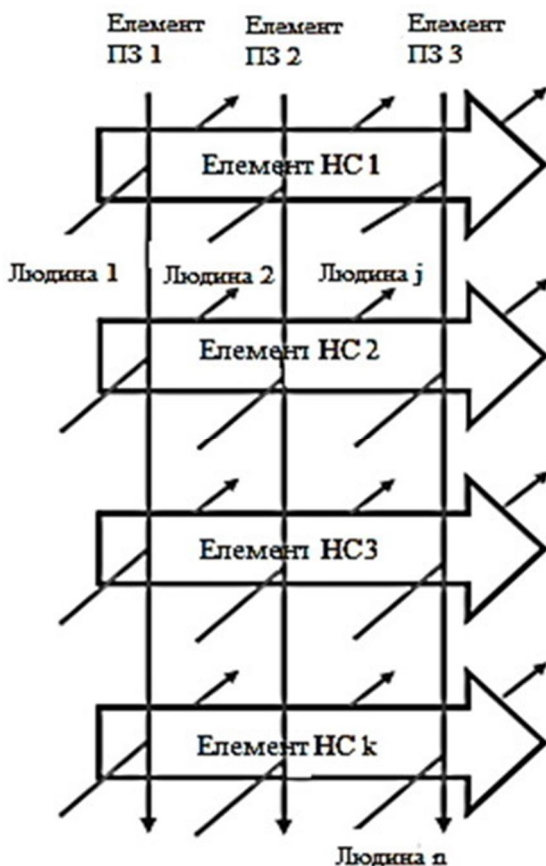 Елемент Елемент Елемент
ПЗ 1 ПЗ 2 ПЗ 3
Елемент НС 1
Людина 1 Людина 2 Людина j
Елемент НС 2
Елемент НС3
Елемент НС k
Людина n